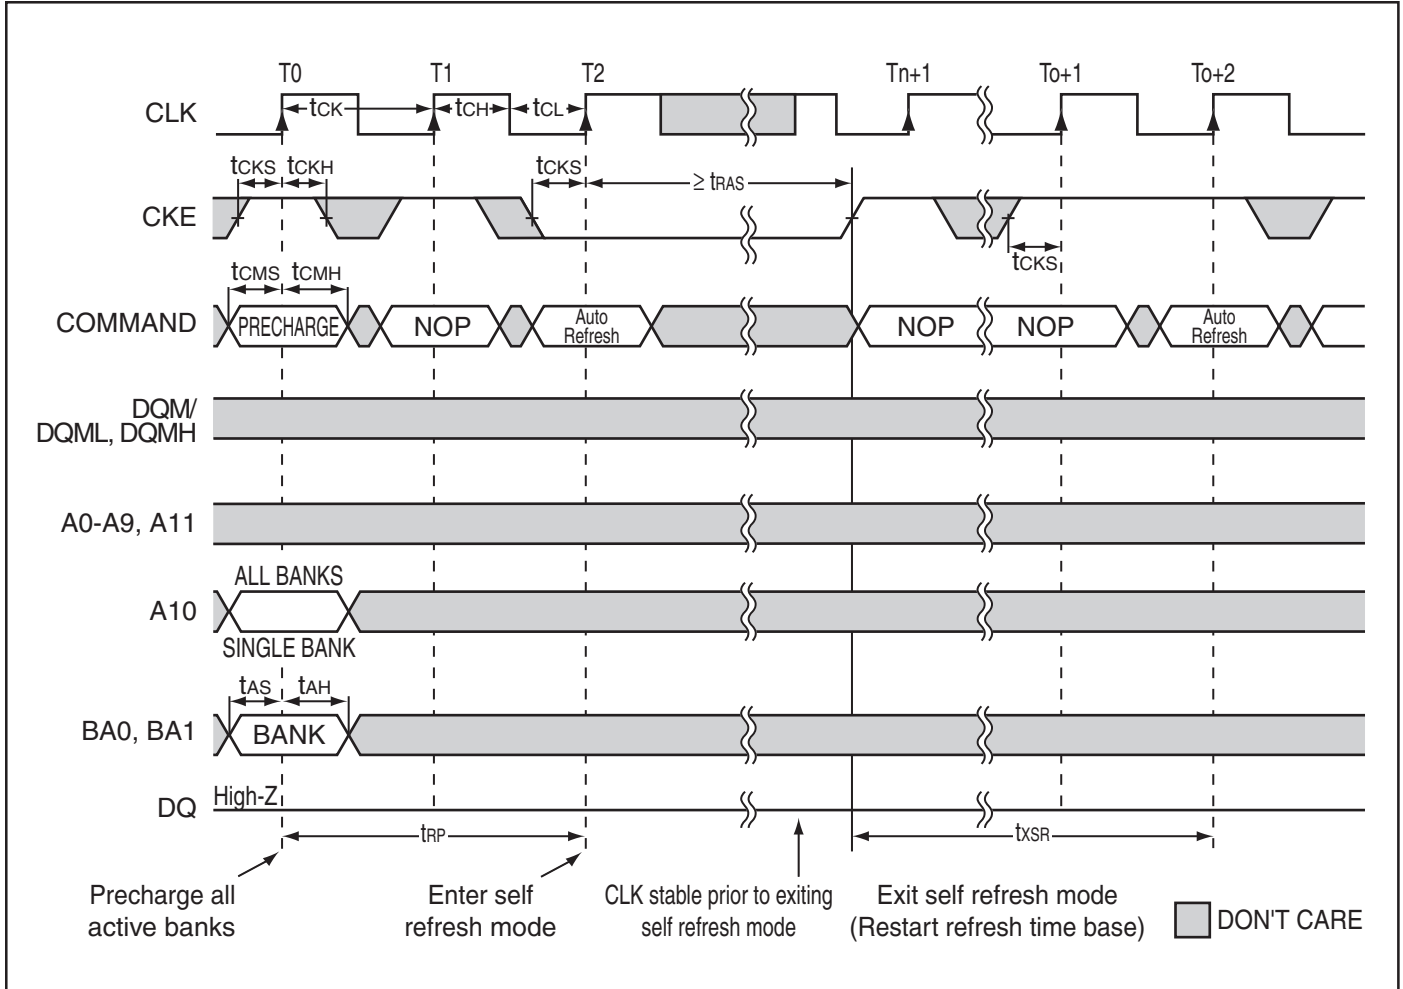 T0 T1 T2 Tn+1 To+1 To+2
CLK
tCK tCH tCL
tCKS tCKH tCKS ≥ tRAS
CKE
tCKS
tCMS tCMH
COMMAND
PRECHARGE NOP Auto Refresh NOP NOP Auto Refresh
DQM/
DQML, DQMH
A0-A9, A11
ALL BANKS
A10
SINGLE BANK
tAS tAH
BA0, BA1 BANK
DQ High-Z
tRP tXSR
Precharge all
active banks
Enter self
refresh mode
CLK stable prior to exiting
self refresh mode
Exit self refresh mode
(Restart refresh time base)
DON'T CARE